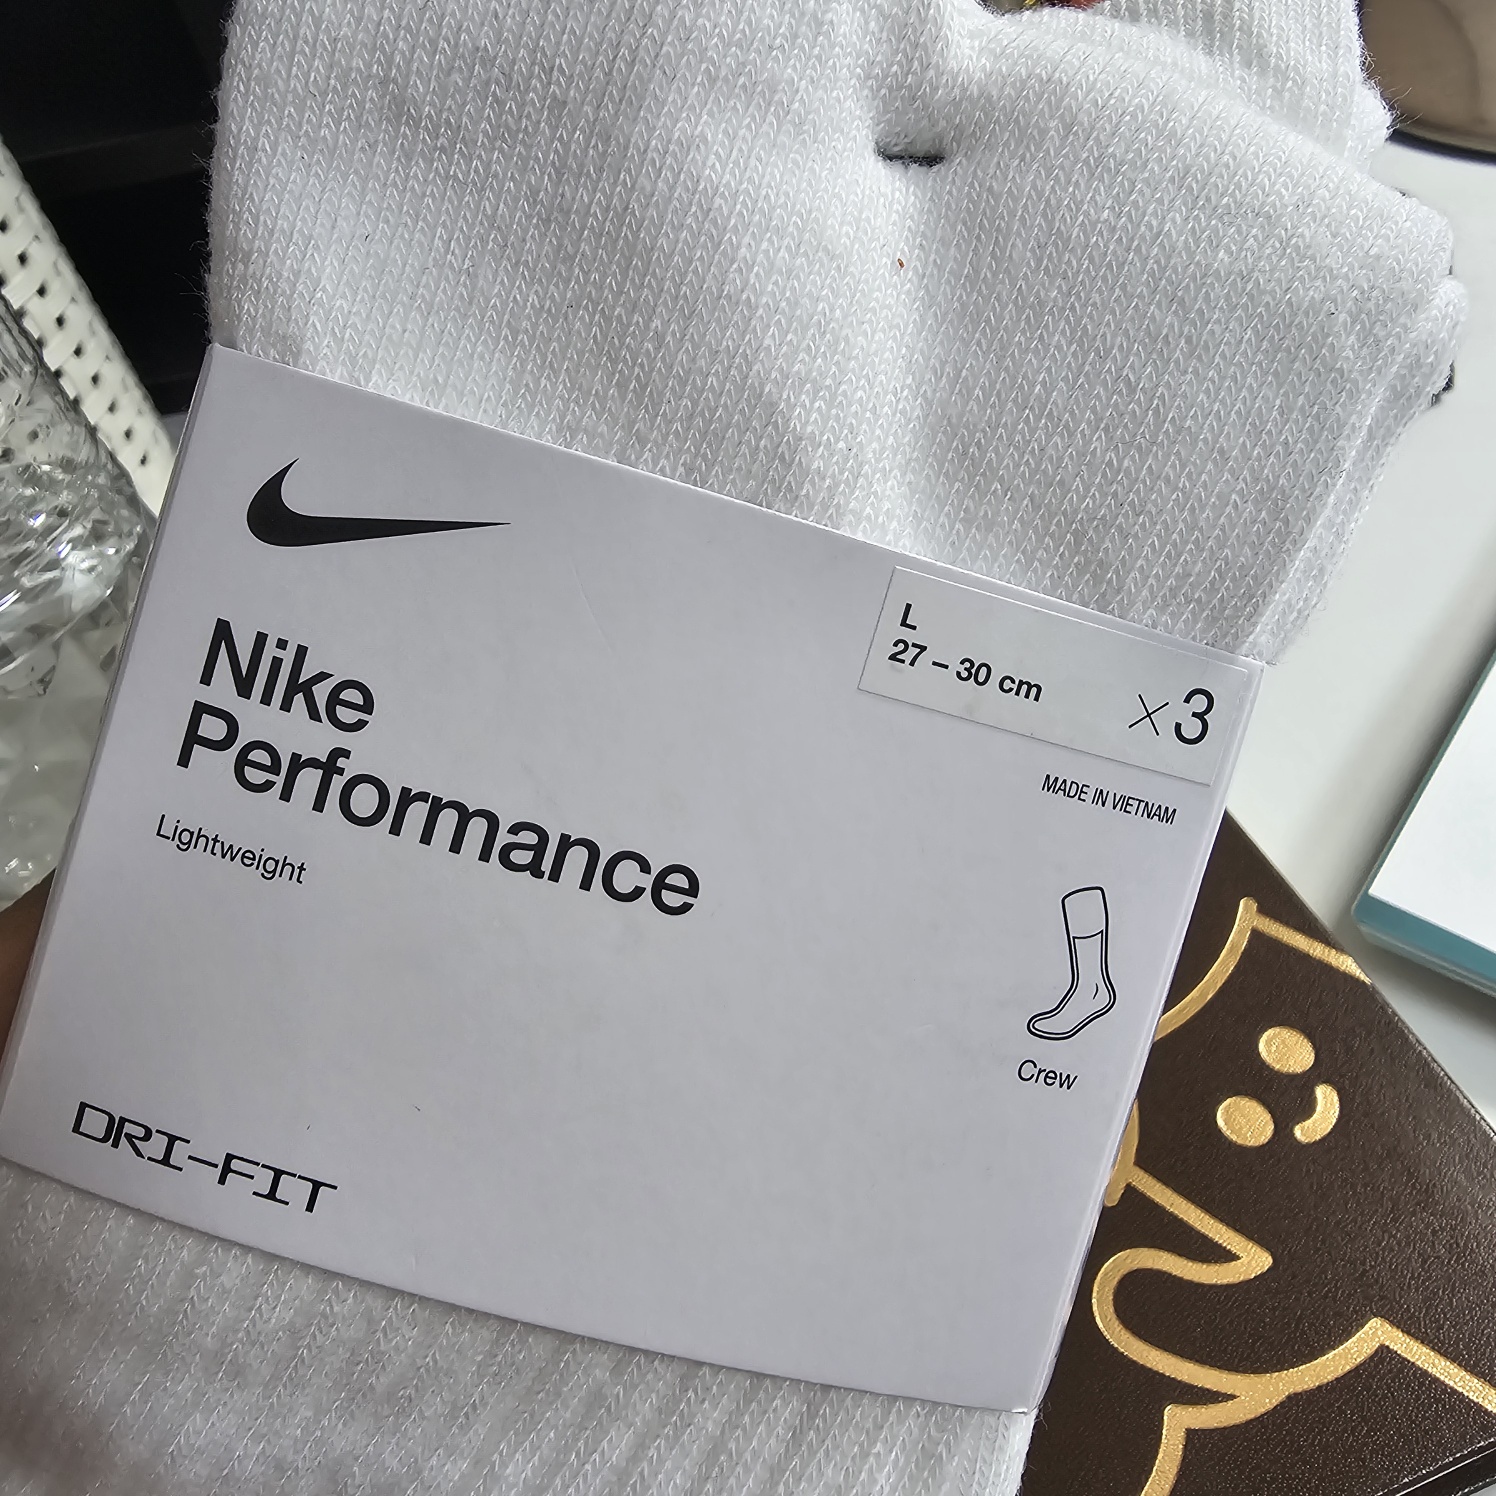 Nike
Performance
Lightweight
L
27 – 30 cm
×3
MADE IN VIETNAM
Crew
DRI-FIT